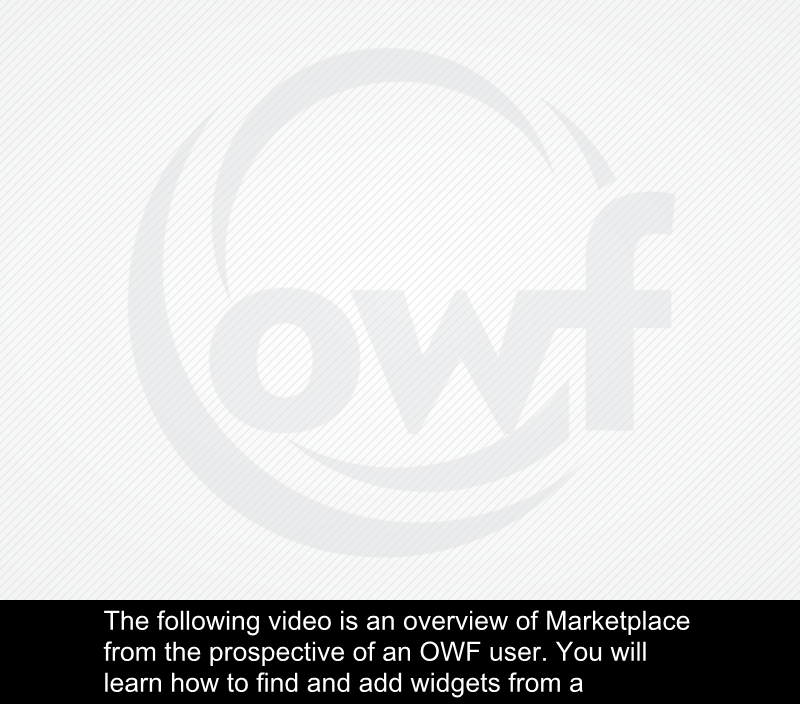 owf
The following video is an overview of Marketplace
from the prospective of an OWF user. You will
learn how to find and add widgets from a